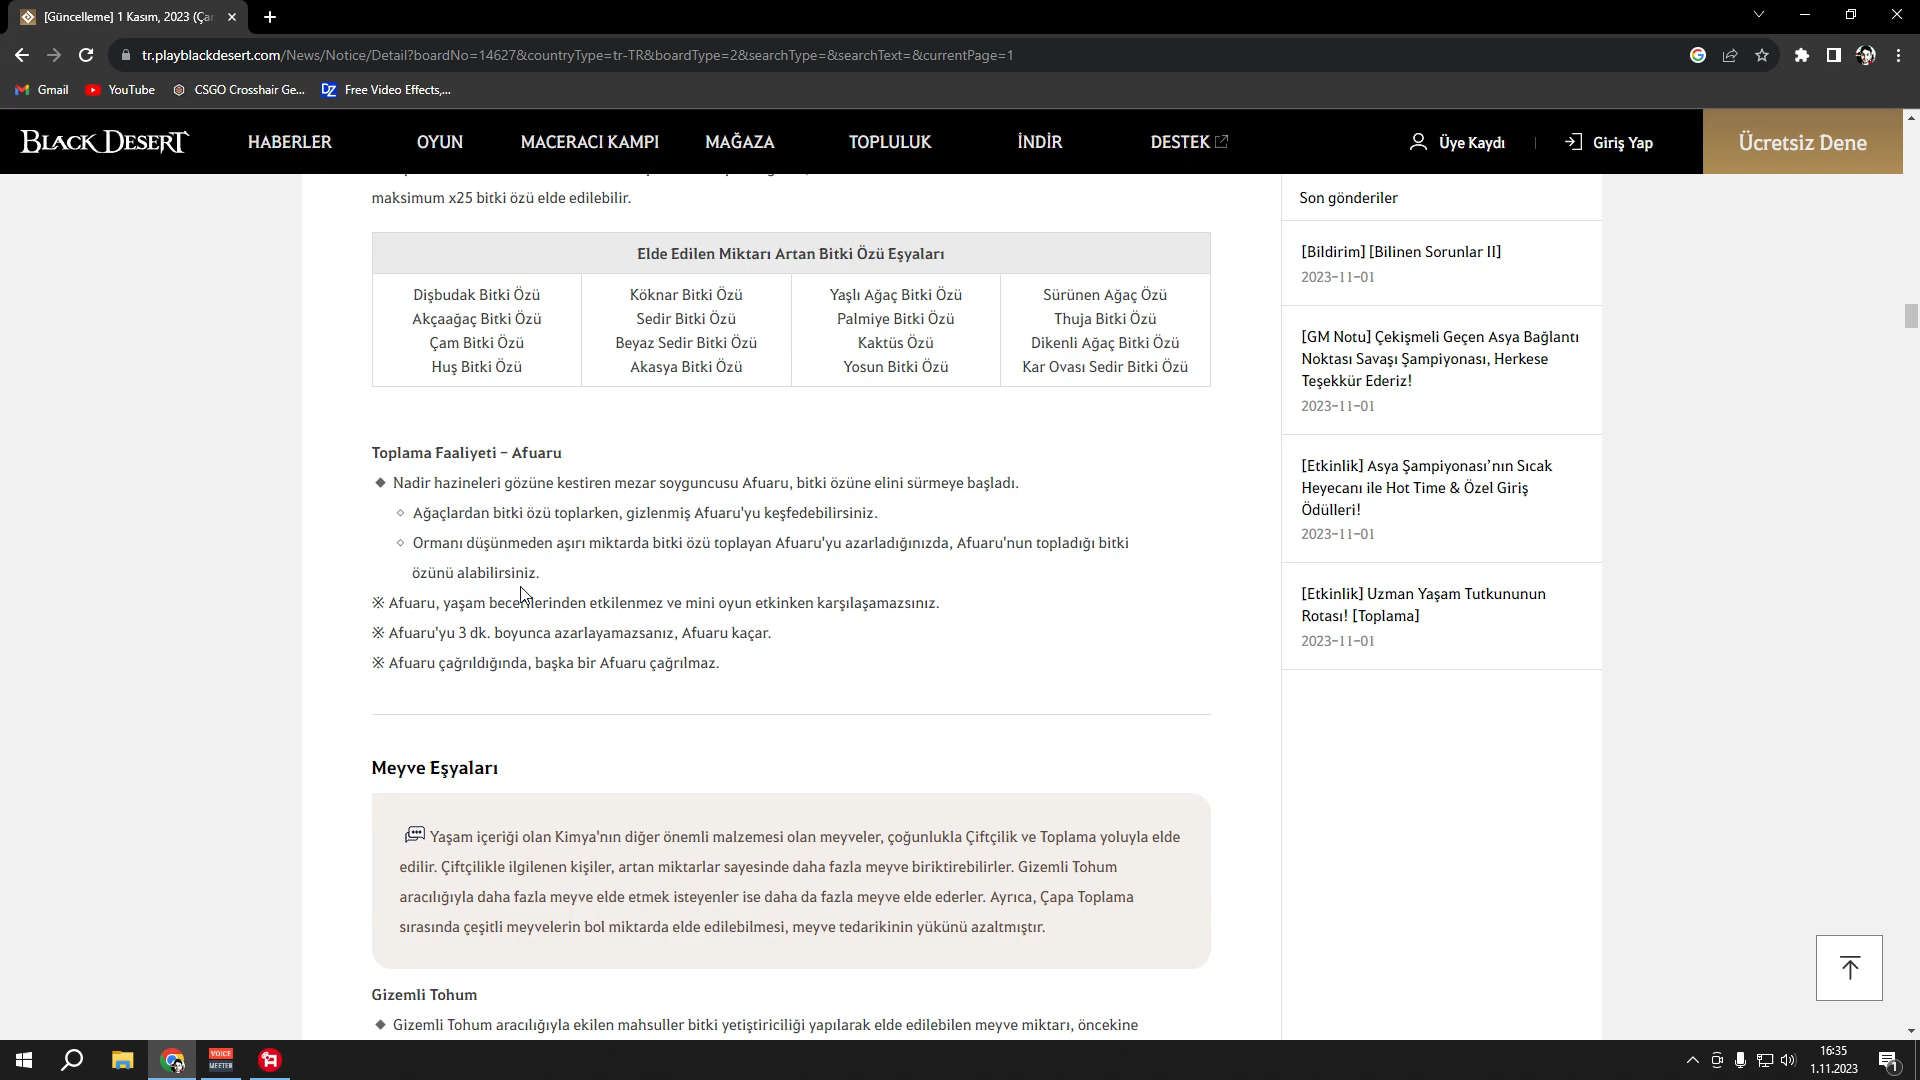 [Güncelleme] 1 Kasım, 2023 (Ça
tr.playblackdesert.com/News/Notice/Detail?boardNo=14627&countryType=tr-TR&boardType=2&searchType=&searchText=&currentPage=1
Gmail YouTube CSGO Crosshair Ge... DZ Free Video Effects,...
BLACK DESERT HABERLER OYUN MACERACI KAMPI MAĞAZA TOPLULUK İNDİR DESTEK Üye Kaydı Giriş Yap Ücretsiz Dene
maksimum x25 bitki özü elde edilebilir.
Elde Edilen Miktarı Artan Bitki Özü Eşyaları
Dişbudak Bitki Özü Köknar Bitki Özü Yaşlı Ağaç Bitki Özü Sürünen Ağaç Özü
Akçaağaç Bitki Özü Sedir Bitki Özü Palmiye Bitki Özü Thuja Bitki Özü
Çam Bitki Özü Beyaz Sedir Bitki Özü Kaktüs Özü Dikenli Ağaç Bitki Özü
Huş Bitki Özü Akasya Bitki Özü Yosun Bitki Özü Kar Ovası Sedir Bitki Özü
Toplama Faaliyeti – Afuaru
◆ Nadir hazineleri gözüne kestiren mezar soyguncusu Afuaru, bitki özüne elini sürmeye başladı.
◇ Ağaçlardan bitki özü toplarken, gizlenmiş Afuaru'yu keşfedebilirsiniz.
◇ Ormanı düşünmeden aşırı miktarda bitki özü toplayan Afuaru'yu azarladığınızda, Afuaru'nun topladığı bitki
özünü alabilirsiniz.
※ Afuaru, yaşam becerilerinden etkilenmez ve mini oyun etkinken karşılaşamazsınız.
※ Afuaru'yu 3 dk. boyunca azarlayamazsanız, Afuaru kaçar.
※ Afuaru çağrıldığında, başka bir Afuaru çağrılmaz.
Meyve Eşyaları
Yaşam içeriği olan Kimya'nın diğer önemli malzemesi olan meyveler, çoğunlukla Çiftçilik ve Toplama yoluyla elde
edilir. Çiftçilikle ilgilenen kişiler, artan miktarlar sayesinde daha fazla meyve biriktirebilirler. Gizemli Tohum
aracılığıyla daha fazla meyve elde etmek isteyenler ise daha da fazla meyve elde ederler. Ayrıca, Çapa Toplama
sırasında çeşitli meyvelerin bol miktarda elde edilebilmesi, meyve tedarikinin yükünü azaltmıştır.
Gizemli Tohum
◆ Gizemli Tohum aracılığıyla ekilen mahsuller bitki yetiştiriciliği yapılarak elde edilebilen meyve miktarı, öncekine
Son gönderiler
[Bildirim] [Bilinen Sorunlar II]
2023-11-01
[GM Notu] Çekişmeli Geçen Asya Bağlantı
Noktası Savaşı Şampiyonası, Herkese
Teşekkür Ederiz!
2023-11-01
[Etkinlik] Asya Şampiyonası'nın Sıcak
Heyecanı ile Hot Time & Özel Giriş
Ödülleri!
2023-11-01
[Etkinlik] Uzman Yaşam Tutkununun
Rotası! [Toplama]
2023-11-01
VOICE
MEETER
16:35
1.11.2023
1